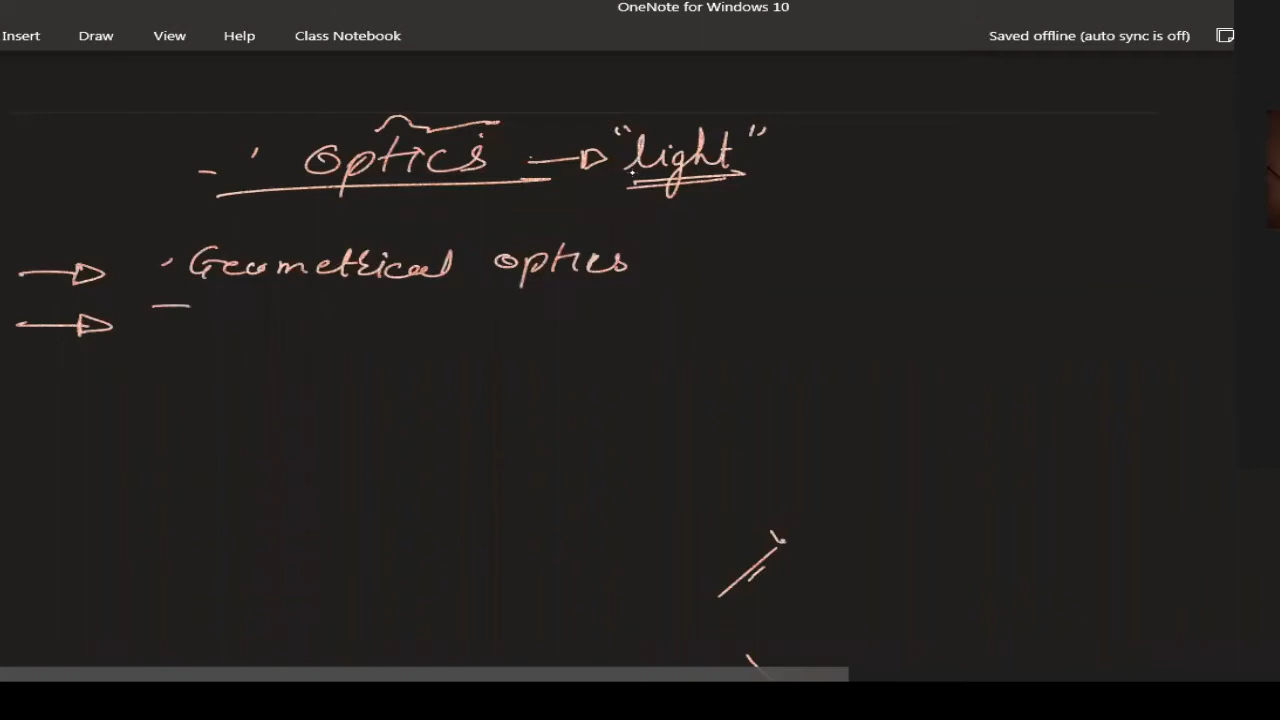 OneNote for Windows 10
Insert Draw View Help Class Notebook Saved offline (auto sync is off)
optics → "light"
Geometrical optics